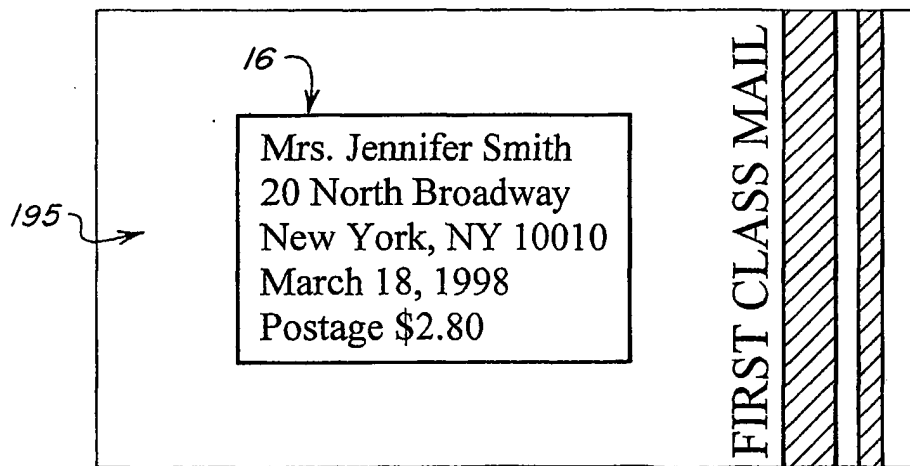 16
Mrs. Jennifer Smith
20 North Broadway
New York, NY 10010
March 18, 1998
Postage $2.80
195
FIRST CLASS MAIL